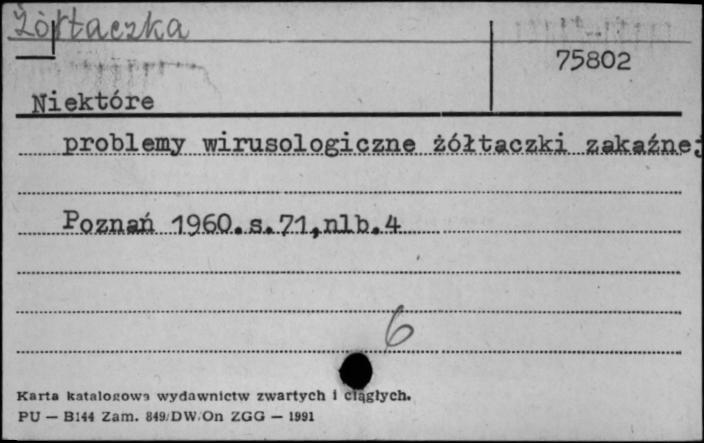 Żółtaczka
75802
Niektóre
problemy wirusologiczne żółtaczki zakaźnej
Poznań 1960.s.71,nlb.4
6
Karta katalogowa wydawnictw zwartych i ciągłych.
PU — B144 Zam. 849/DW/On ZGG — 1991